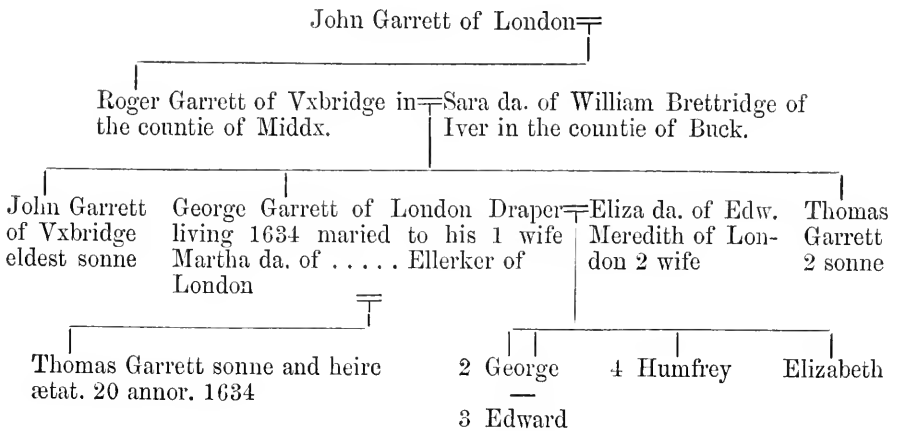 John Garrett of London
Roger Garrett of Vxbridge in
the countie of Middx.
Sara da. of William Brettridge of
Iver in the countie of Buck.
John Garrett
of Vxbridge
eldest sonne
George Garrett of London Draper
living 1634 maried to his 1 wife
Martha da. of ..... Ellerker of
London
Eliza da. of Edw.
Meredith of Lon-
don 2 wife
Thomas
Garrett
2 sonne
Thomas Garrett sonne and heire
ætat. 20 annor. 1634
2 George
3 Edward
4 Humfrey
Elizabeth